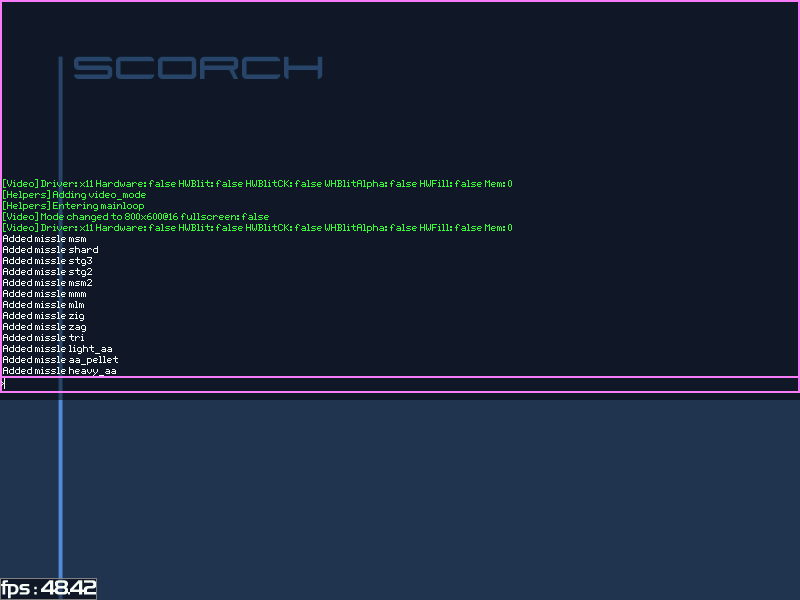 SCORCH
[Video] Driver: x11 Hardware: false HWBlit: false HWBlitCK: false WHBlitAlpha: false HWFill: false Mem: 0
[Helpers] Adding video_mode
[Helpers] Entering mainloop
[Video] Mode changed to 800x600@16 fullscreen: false
[Video] Driver: x11 Hardware: false HWBlit: false HWBlitCK: false WHBlitAlpha: false HWFill: false Mem: 0
Added missle msm
Added missle shard
Added missle stg3
Added missle stg2
Added missle msm2
Added missle mmm
Added missle mlm
Added missle zig
Added missle zag
Added missle tri
Added missle light_aa
Added missle aa_pellet
Added missle heavy_aa
fps : 48.42